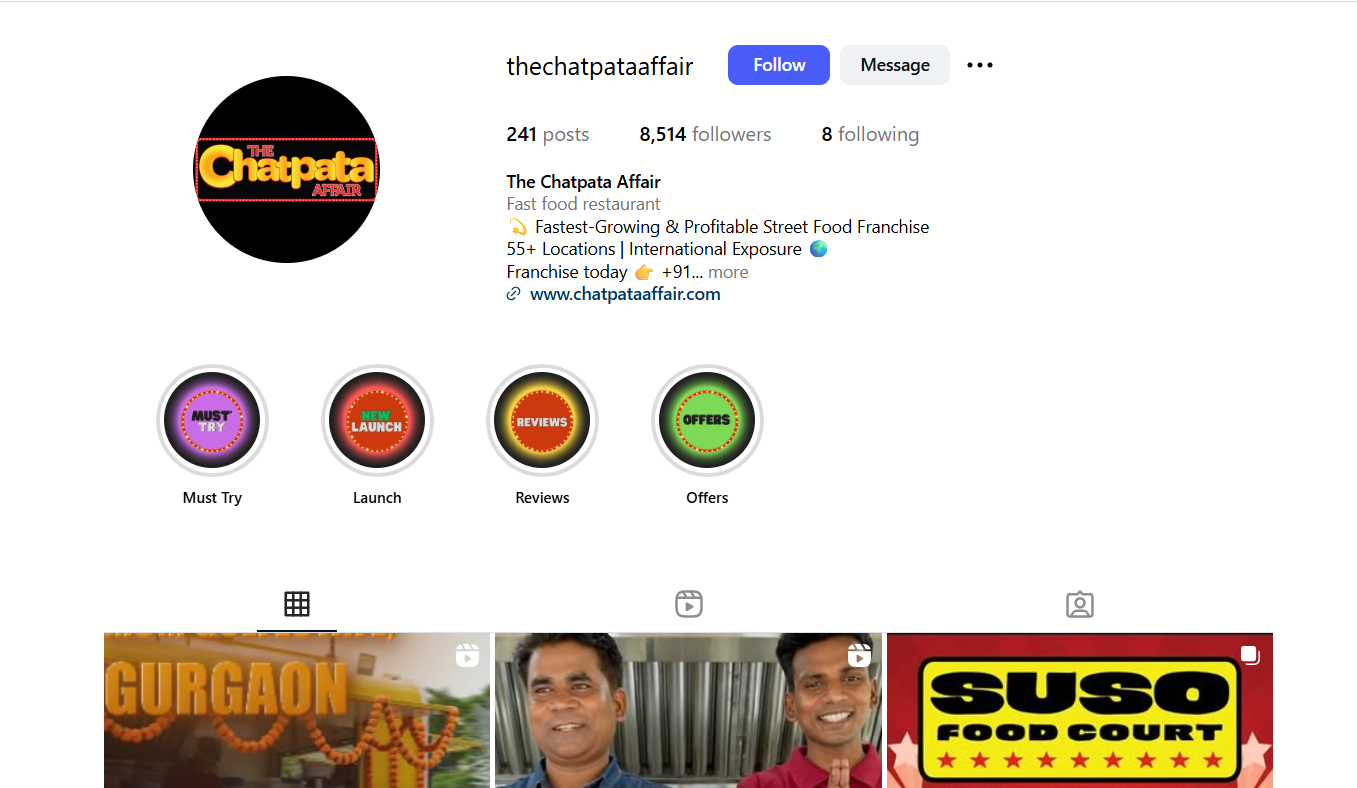 thechatpataaffair
Follow
Message
241 posts
8,514 followers
8 following
THE
Chatpata
AFFAIR
The Chatpata Affair
Fast food restaurant
💫 Fastest-Growing & Profitable Street Food Franchise
55+ Locations | International Exposure 🌍
Franchise today 👉 +91... more
www.chatpataaffair.com
MUST
TRY
NEW
LAUNCH
REVIEWS
OFFERS
Must Try
Launch
Reviews
Offers
GURGAON
SUSO
FOOD COURT